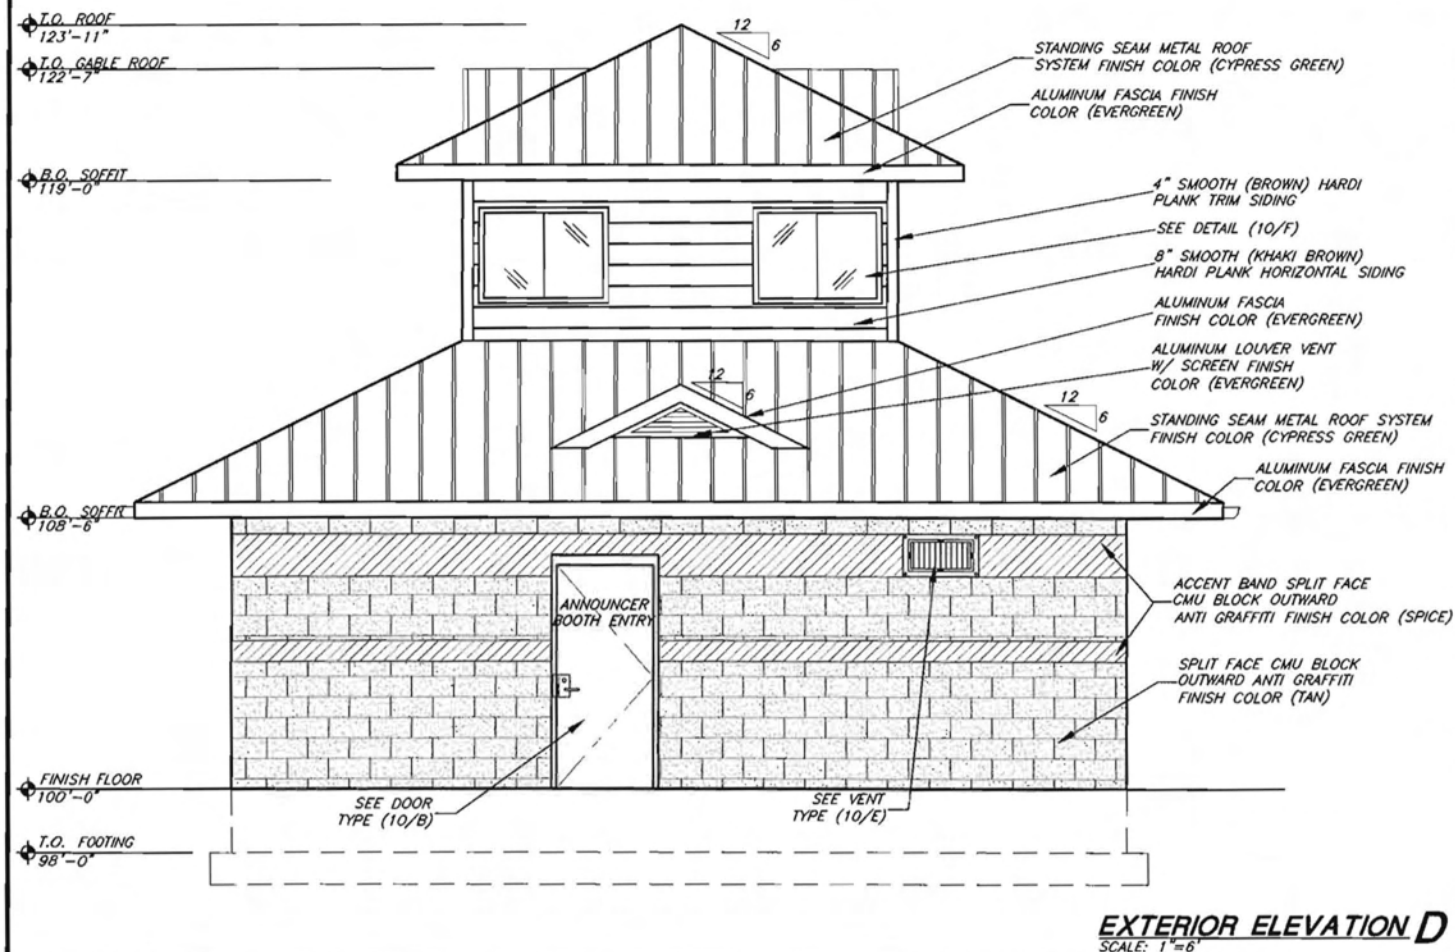 T.O. ROOF
123'-11"
T.O. GABLE ROOF
122'-7"
B.O. SOFFIT
119'-0"
B.O. SOFFIT
108'-6"
FINISH FLOOR
100'-0"
T.O. FOOTING
98'-0"
12
6
12
6
12
6
ANNOUNCER
BOOTH ENTRY
SEE DOOR
TYPE (10/B)
SEE VENT
TYPE (10/E)
STANDING SEAM METAL ROOF
SYSTEM FINISH COLOR (CYPRESS GREEN)
ALUMINUM FASCIA FINISH
COLOR (EVERGREEN)
4" SMOOTH (BROWN) HARDI
PLANK TRIM SIDING
SEE DETAIL (10/F)
8" SMOOTH (KHAKI BROWN)
HARDI PLANK HORIZONTAL SIDING
ALUMINUM FASCIA
FINISH COLOR (EVERGREEN)
ALUMINUM LOUVER VENT
W/ SCREEN FINISH
COLOR (EVERGREEN)
STANDING SEAM METAL ROOF SYSTEM
FINISH COLOR (CYPRESS GREEN)
ALUMINUM FASCIA FINISH
COLOR (EVERGREEN)
ACCENT BAND SPLIT FACE
CMU BLOCK OUTWARD
ANTI GRAFFITI FINISH COLOR (SPICE)
SPLIT FACE CMU BLOCK
OUTWARD ANTI GRAFFITI
FINISH COLOR (TAN)
EXTERIOR ELEVATION D
SCALE: 1"=6'